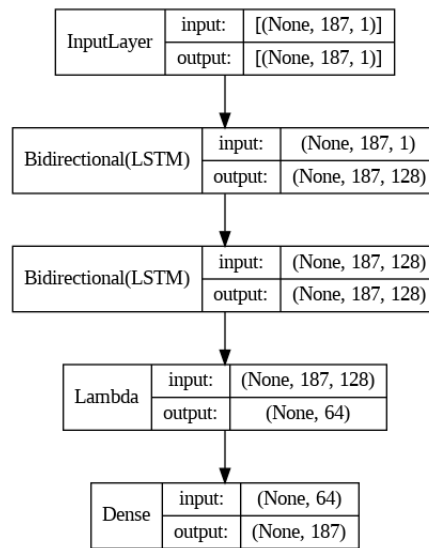 InputLayer input: [(None, 187, 1)]
output: [(None, 187, 1)]
Bidirectional(LSTM) input: (None, 187, 1)
output: (None, 187, 128)
Bidirectional(LSTM) input: (None, 187, 128)
output: (None, 187, 128)
Lambda input: (None, 187, 128)
output: (None, 64)
Dense input: (None, 64)
output: (None, 187)